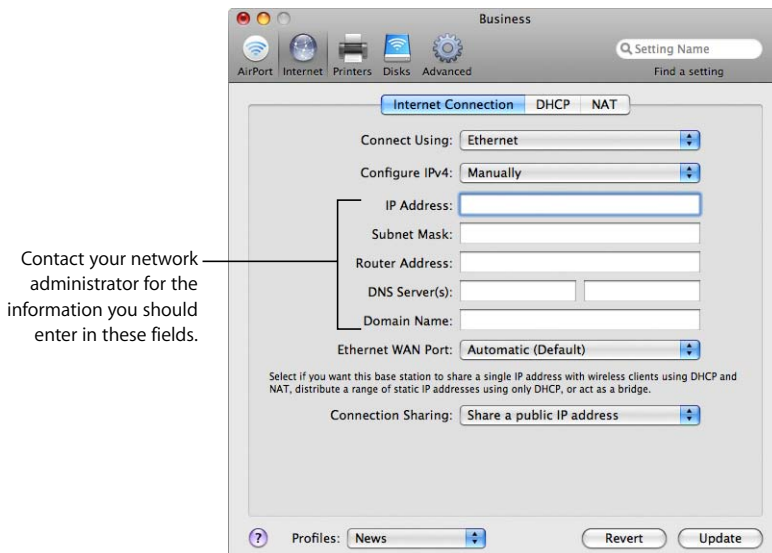 Business
Setting Name
AirPort Internet Printers Disks Advanced Find a setting
Internet Connection DHCP NAT
Connect Using: Ethernet
Configure IPv4: Manually
IP Address:
Subnet Mask:
Router Address:
DNS Server(s):
Domain Name:
Contact your network
administrator for the
information you should
enter in these fields.
Ethernet WAN Port: Automatic (Default)
Select if you want this base station to share a single IP address with wireless clients using DHCP and
NAT, distribute a range of static IP addresses using only DHCP, or act as a bridge.
Connection Sharing: Share a public IP address
? Profiles: News Revert Update